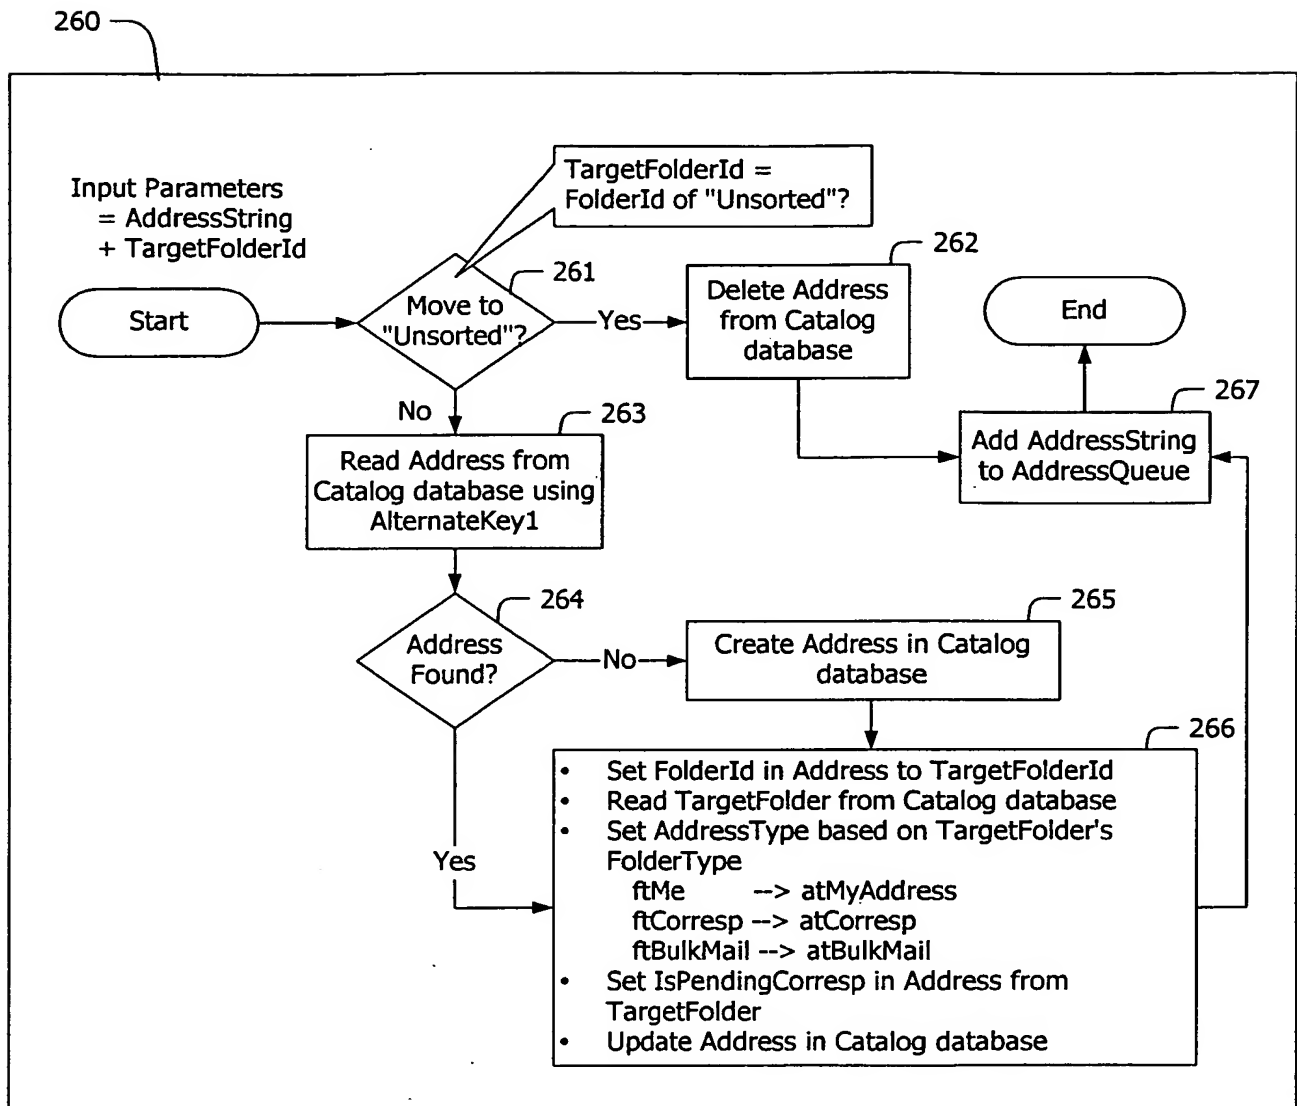 260
TargetFolderId =
FolderId of "Unsorted"?
Input Parameters
= AddressString
+ TargetFolderId
Start
Move to
"Unsorted"?
261
Yes
Delete Address
from Catalog
database
262
End
No
Read Address from
Catalog database using
AlternateKey1
263
Add AddressString
to AddressQueue
267
Address
Found?
264
No
Create Address in Catalog
database
265
Yes
266
• Set FolderId in Address to TargetFolderId
• Read TargetFolder from Catalog database
• Set AddressType based on TargetFolder's
FolderType
ftMe --> atMyAddress
ftCorresp --> atCorresp
ftBulkMail --> atBulkMail
• Set IsPendingCorresp in Address from
TargetFolder
• Update Address in Catalog database